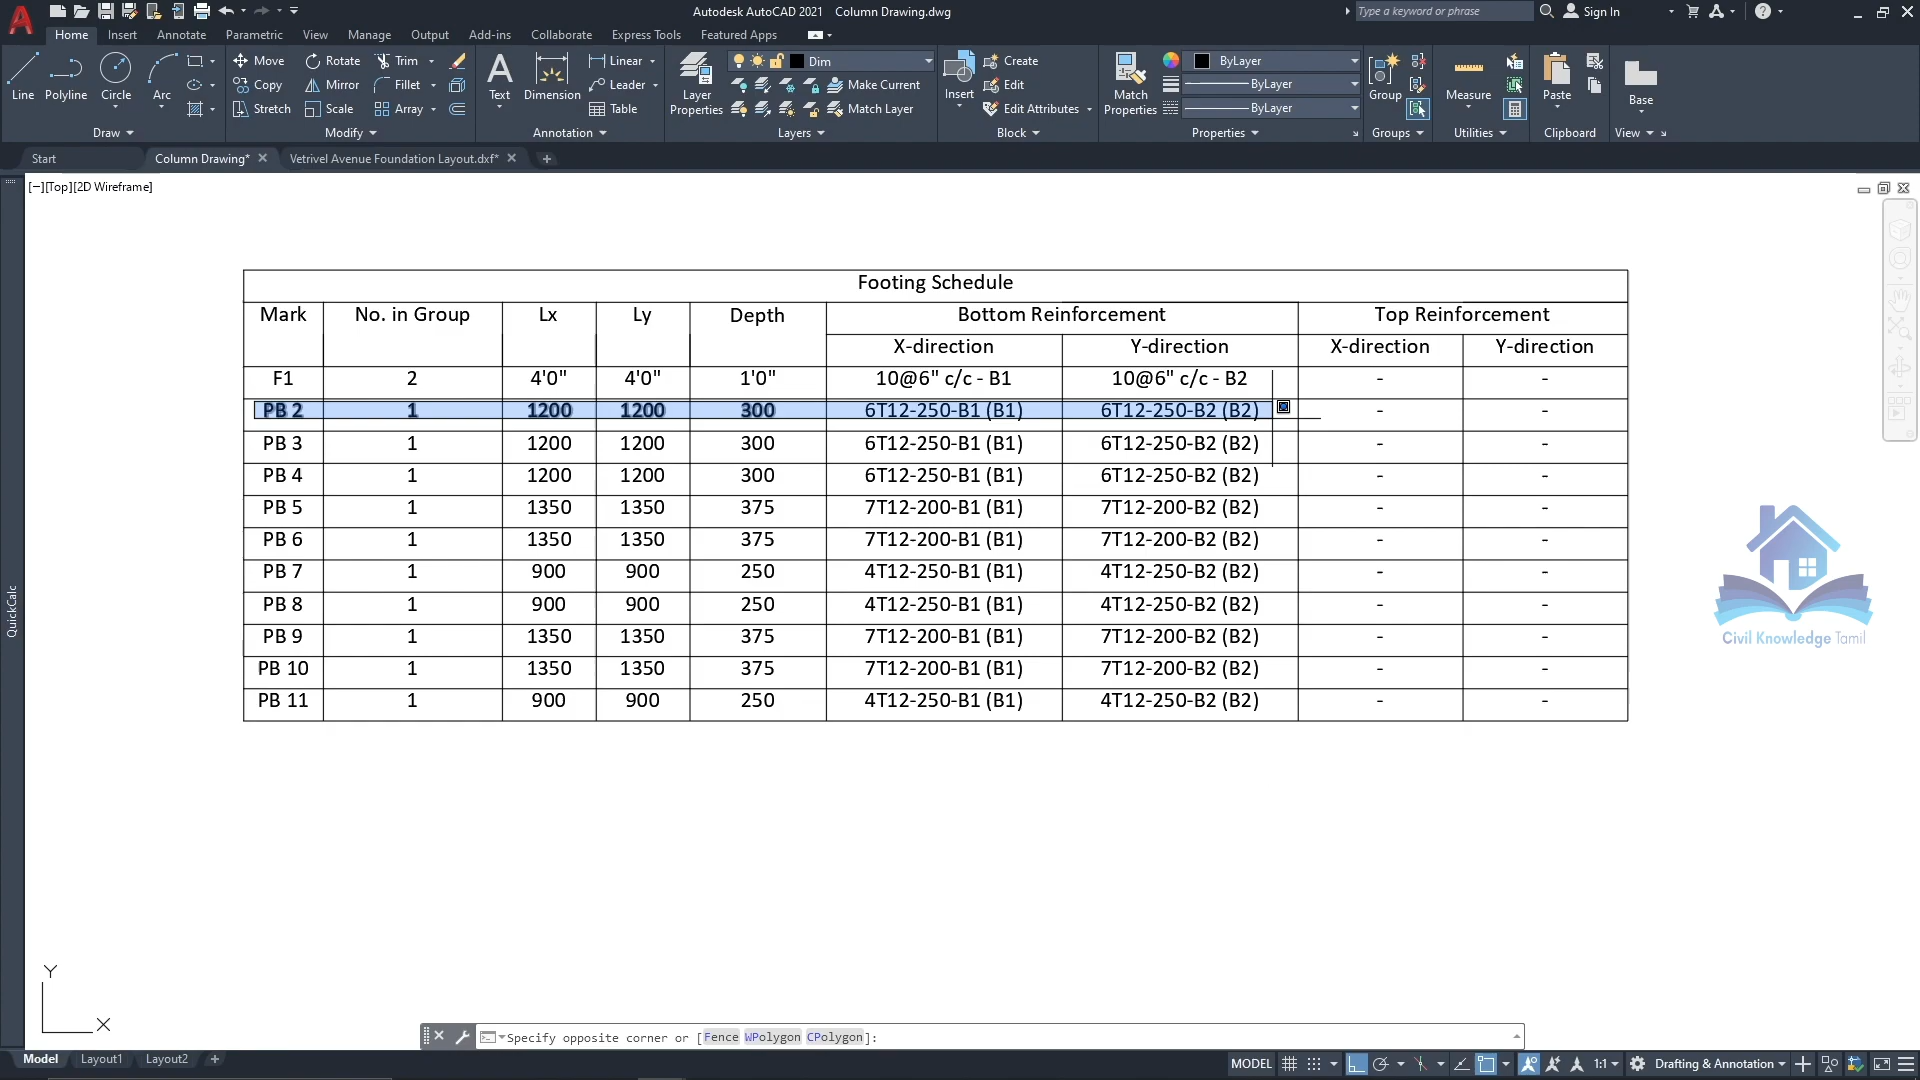 Autodesk AutoCAD 2021 Column Drawing.dwg
Type a keyword or phrase
Sign In
Home Insert Annotate Parametric View Manage Output Add-ins Collaborate Express Tools Featured Apps
Line Polyline Circle Arc
Move Rotate Trim
Copy Mirror Fillet
Stretch Scale Array
Text Dimension
Linear
Leader
Table
Layer Properties
Dim
Make Current
Match Layer
Insert
Create
Edit
Edit Attributes
Match Properties
ByLayer
ByLayer
ByLayer
Group
Measure
Paste
Base
Draw Modify Annotation Layers Block Properties Groups Utilities Clipboard View
Start Column Drawing* Vetrivel Avenue Foundation Layout.dxf*
[−][Top][2D Wireframe]
QuickCalc
Footing Schedule
Mark No. in Group Lx Ly Depth Bottom Reinforcement Top Reinforcement
X-direction Y-direction X-direction Y-direction
F1 2 4'0" 4'0" 1'0" 10@6" c/c - B1 10@6" c/c - B2 - -
PB 2 1 1200 1200 300 6T12-250-B1 (B1) 6T12-250-B2 (B2) - -
PB 3 1 1200 1200 300 6T12-250-B1 (B1) 6T12-250-B2 (B2) - -
PB 4 1 1200 1200 300 6T12-250-B1 (B1) 6T12-250-B2 (B2) - -
PB 5 1 1350 1350 375 7T12-200-B1 (B1) 7T12-200-B2 (B2) - -
PB 6 1 1350 1350 375 7T12-200-B1 (B1) 7T12-200-B2 (B2) - -
PB 7 1 900 900 250 4T12-250-B1 (B1) 4T12-250-B2 (B2) - -
PB 8 1 900 900 250 4T12-250-B1 (B1) 4T12-250-B2 (B2) - -
PB 9 1 1350 1350 375 7T12-200-B1 (B1) 7T12-200-B2 (B2) - -
PB 10 1 1350 1350 375 7T12-200-B1 (B1) 7T12-200-B2 (B2) - -
PB 11 1 900 900 250 4T12-250-B1 (B1) 4T12-250-B2 (B2) - -
Civil Knowledge Tamil
Y
X
Specify opposite corner or [Fence WPolygon CPolygon]:
Model Layout1 Layout2
MODEL 1:1 Drafting & Annotation